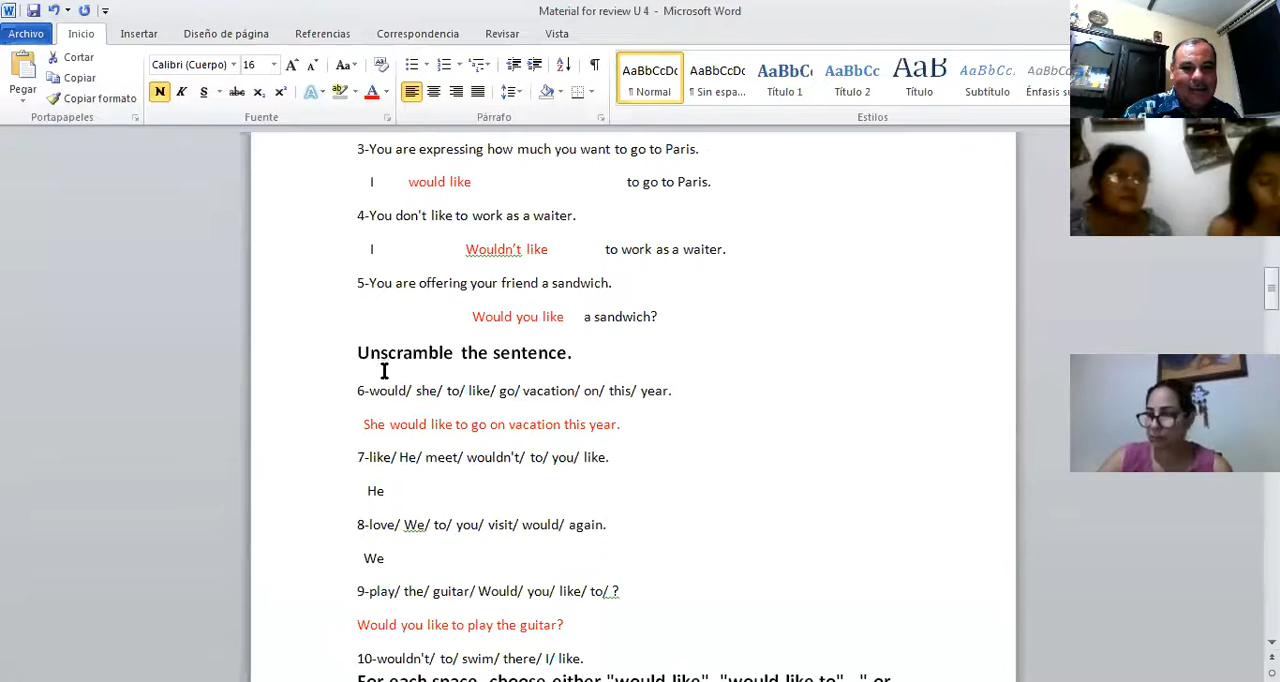 Material for review U 4 - Microsoft Word
Archivo Inicio Insertar Diseño de página Referencias Correspondencia Revisar Vista
Cortar
Copiar
Copiar formato
Pegar
Portapapeles
Calibri (Cuerpo) 16
Fuente
Párrafo
AaBbCcDc AaBbCcDc AaBbC AaBbCc AaB AaBbCc. AaBbCc
¶ Normal ¶ Sin espa... Título 1 Título 2 Título Subtítulo Énfasis
Estilos
3-You are expressing how much you want to go to Paris.
I would like to go to Paris.
4-You don't like to work as a waiter.
I Wouldn't like to work as a waiter.
5-You are offering your friend a sandwich.
Would you like a sandwich?
Unscramble the sentence.
6-would/ she/ to/ like/ go/ vacation/ on/ this/ year.
She would like to go on vacation this year.
7-like/ He/ meet/ wouldn't/ to/ you/ like.
He
8-love/ We/ to/ you/ visit/ would/ again.
We
9-play/ the/ guitar/ Would/ you/ like/ to/ ?
Would you like to play the guitar?
10-wouldn't/ to/ swim/ there/ I/ like.
For each space, choose either "would like", "would like to", " or